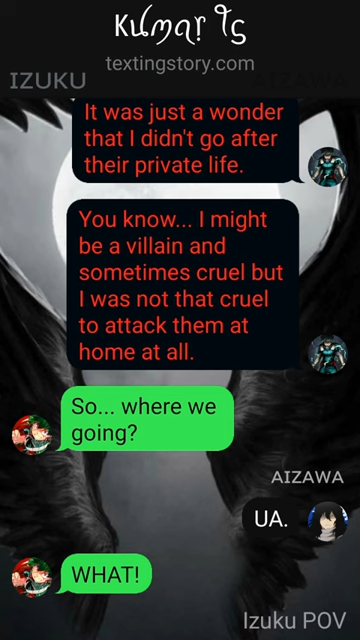 Kumar TS
textingstory.com
IZUKU
AIZAWA
It was just a wonder
that I didn't go after
their private life.
You know... I might
be a villain and
sometimes cruel but
I was not that cruel
to attack them at
home at all.
So... where we
going?
AIZAWA
UA.
WHAT!
Izuku POV